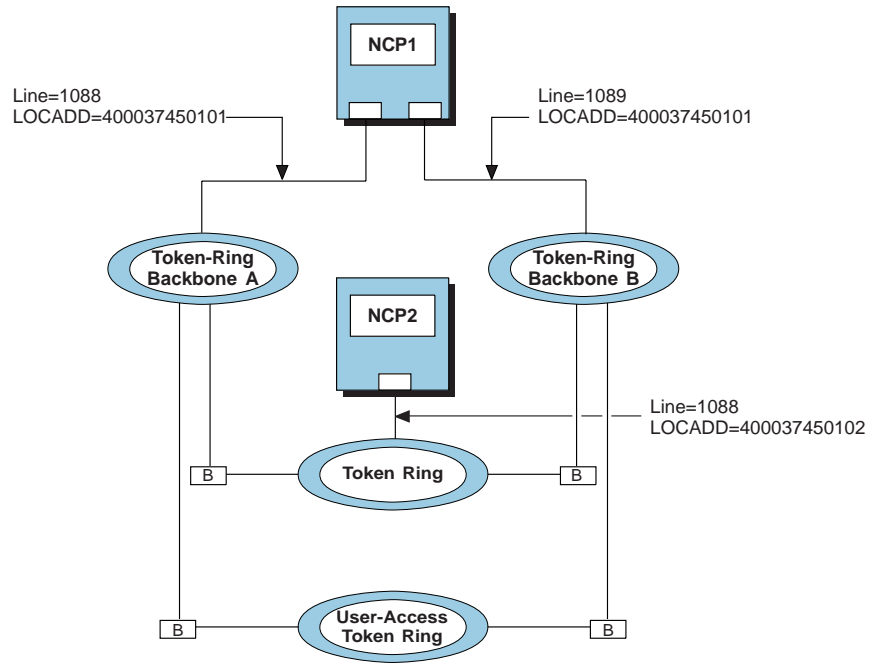 NCP1
Line=1088
LOCADD=400037450101
Line=1089
LOCADD=400037450101
Token-Ring
Backbone A
Token-Ring
Backbone B
NCP2
Line=1088
LOCADD=400037450102
B
Token Ring
B
B
User-Access
Token Ring
B